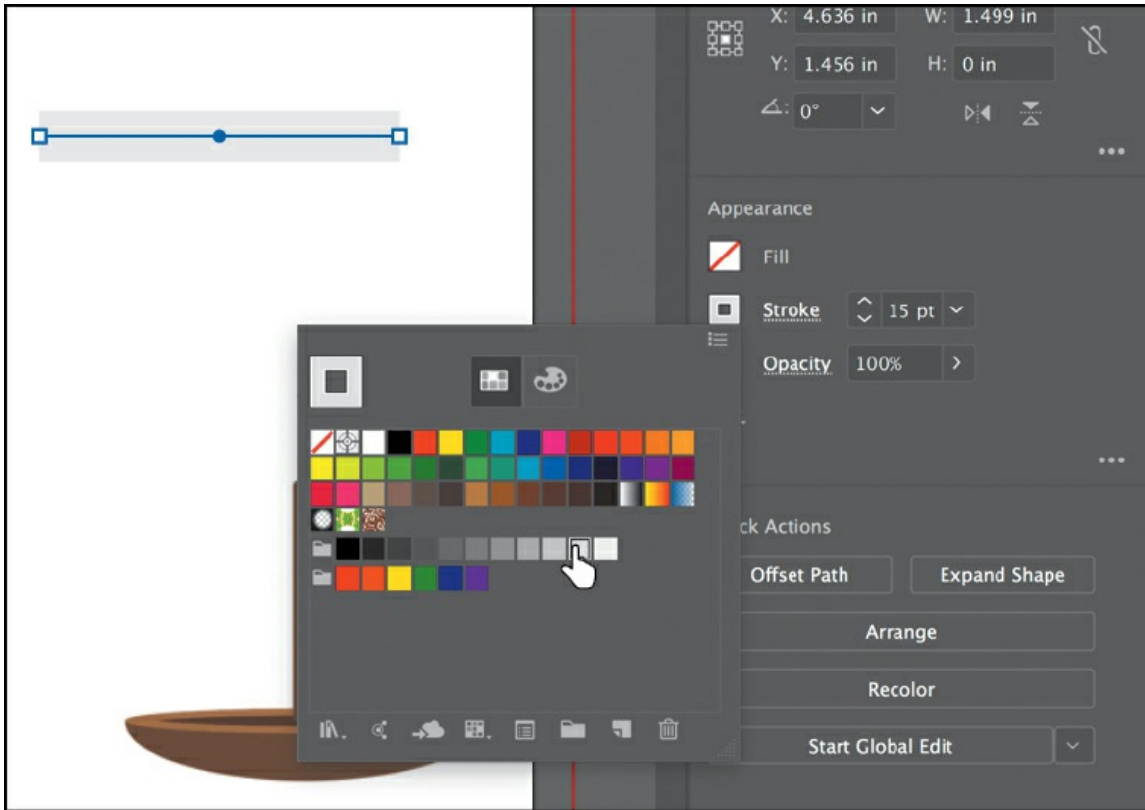 X: 4.636 in W: 1.499 in
Y: 1.456 in H: 0 in
: 0°
Appearance
Fill
Stroke 15 pt
Opacity 100%
ck Actions
Offset Path Expand Shape
Arrange
Recolor
Start Global Edit